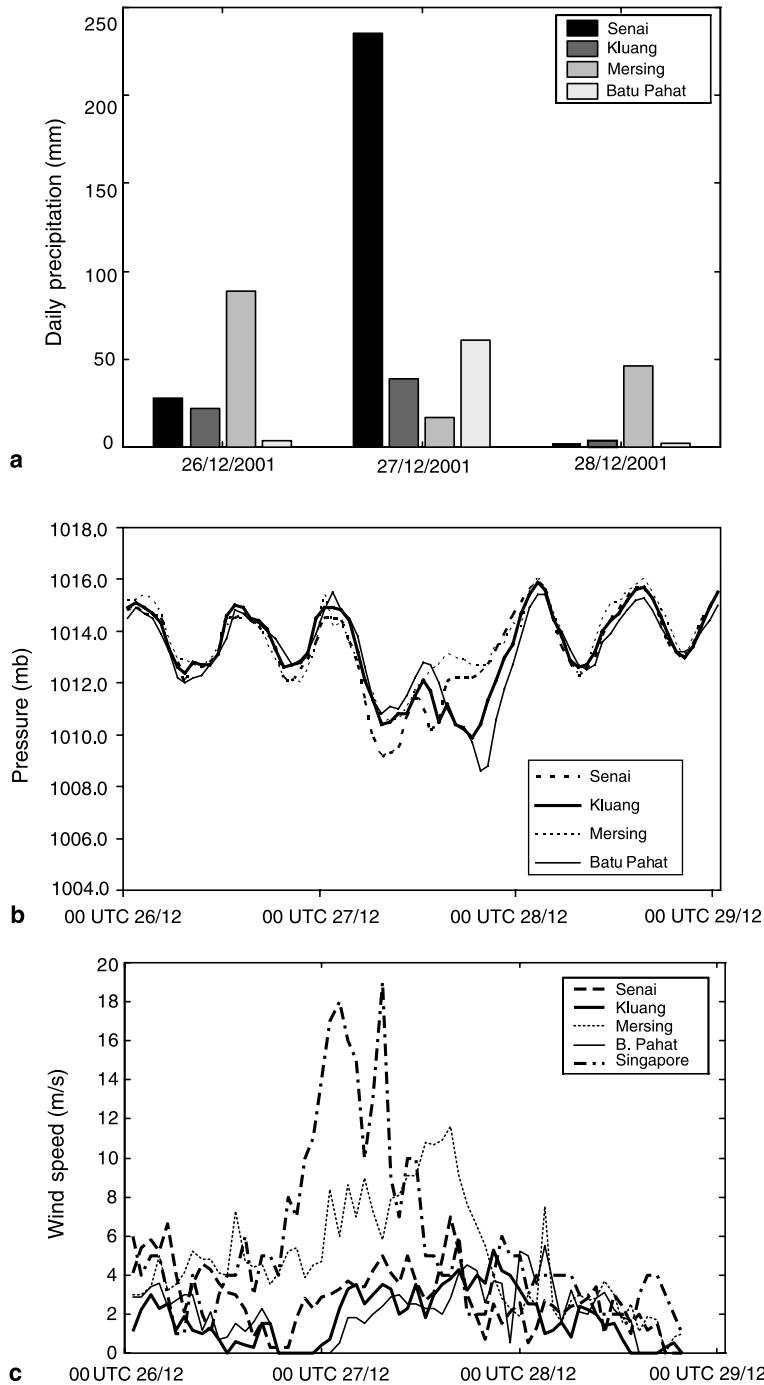 250
200
150
100
50
0
Daily precipitation (mm)
Senai
Kluang
Mersing
Batu Pahat
26/12/2001
27/12/2001
28/12/2001
a
1018.0
1016.0
1014.0
1012.0
1010.0
1008.0
1006.0
1004.0
Pressure (mb)
Senai
Kluang
Mersing
Batu Pahat
00 UTC 26/12
00 UTC 27/12
00 UTC 28/12
00 UTC 29/12
b
20
18
16
14
12
10
8
6
4
2
0
Wind speed (m/s)
Senai
Kluang
Mersing
B. Pahat
Singapore
00 UTC 26/12
00 UTC 27/12
00 UTC 28/12
00 UTC 29/12
c